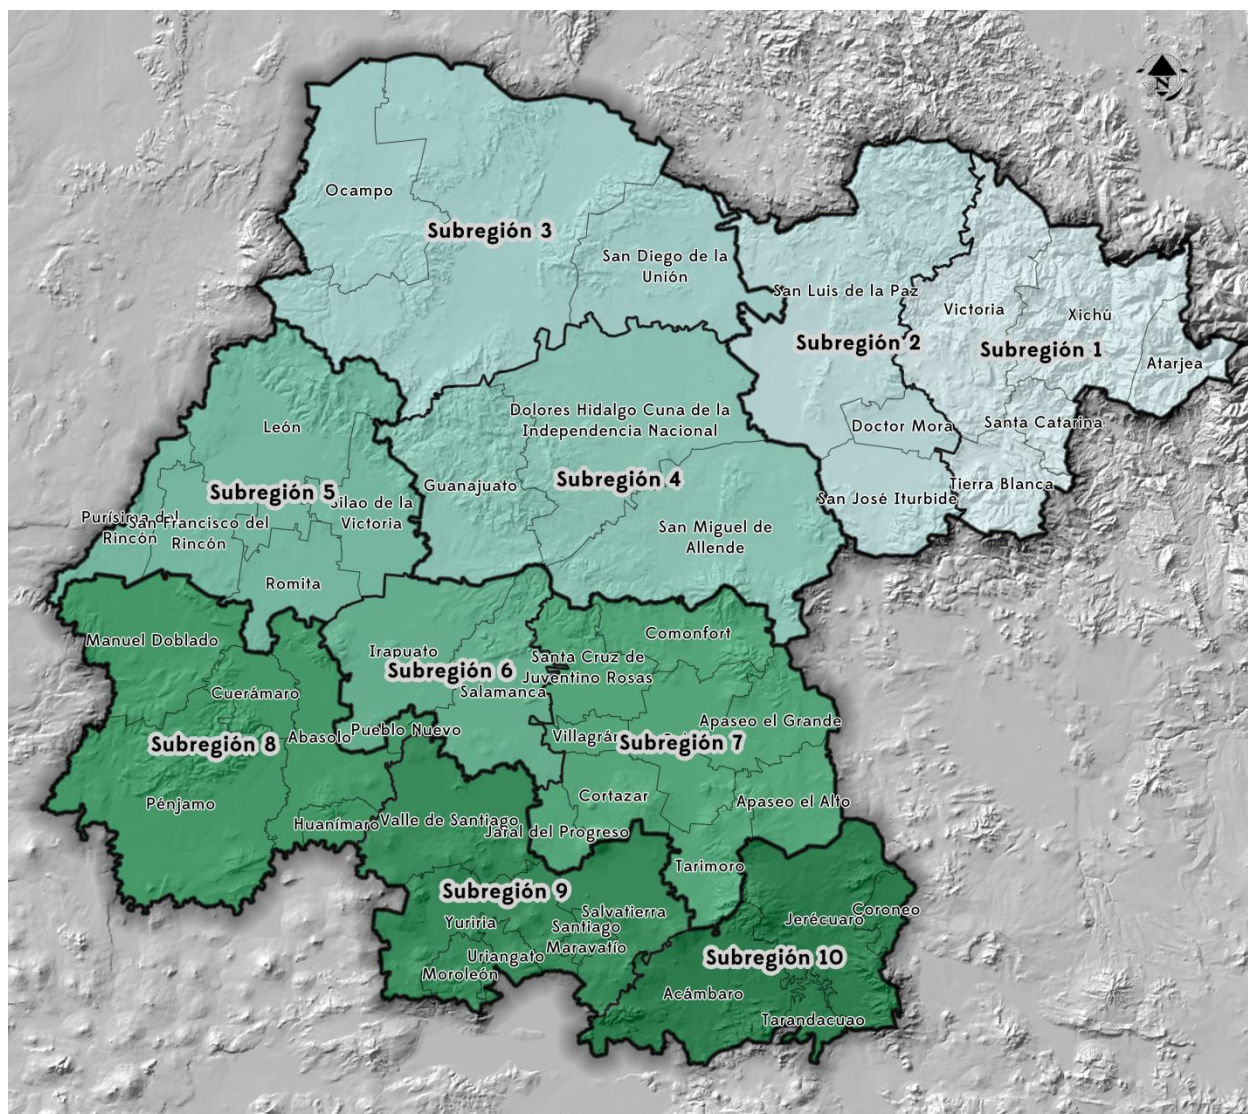 N
Ocampo
Subregión 3
San Diego de la
Unión
San Luis de la Paz
Victoria
Xichú
Subregión 2
Subregión 1
Atarjea
León
Dolores Hidalgo Cuna de la
Independencia Nacional
Doctor Mora
Santa Catarina
Subregión 5
Guanajuato
Subregión 4
San José Iturbide
Tierra Blanca
Silao de la
Victoria
Purísima del
Rincón
San Francisco del
Rincón
San Miguel de
Allende
Romita
Manuel Doblado
Irapuato
Subregión 6
Salamanca
Santa Cruz de
Juventino Rosas
Comonfort
Cuerámaro
Pueblo Nuevo
Abasolo
Subregión 8
Villagrán
Subregión 7
Apaseo el Grande
Pénjamo
Huanímaro
Valle de Santiago
Jaral del Progreso
Cortazar
Apaseo el Alto
Tarimoro
Subregión 9
Salvatierra
Yuriria
Santiago
Maravatío
Uriangato
Moroleón
Jerécuaro
Coroneo
Subregión 10
Acámbaro
Tarandacuao